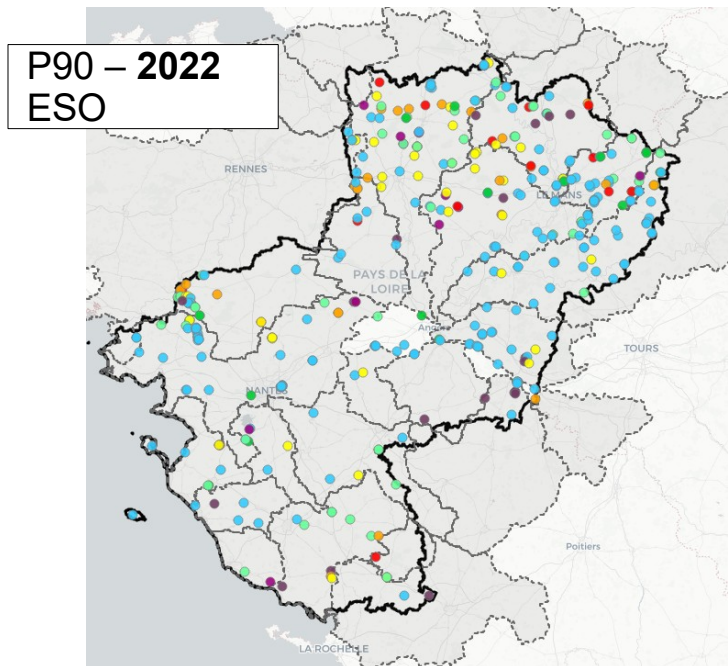 P90 – 2022
ESO
RENNES
LE MANS
PAYS DE LA
LOIRE
Angers
TOURS
NANTES
Poitiers
LA ROCHELLE